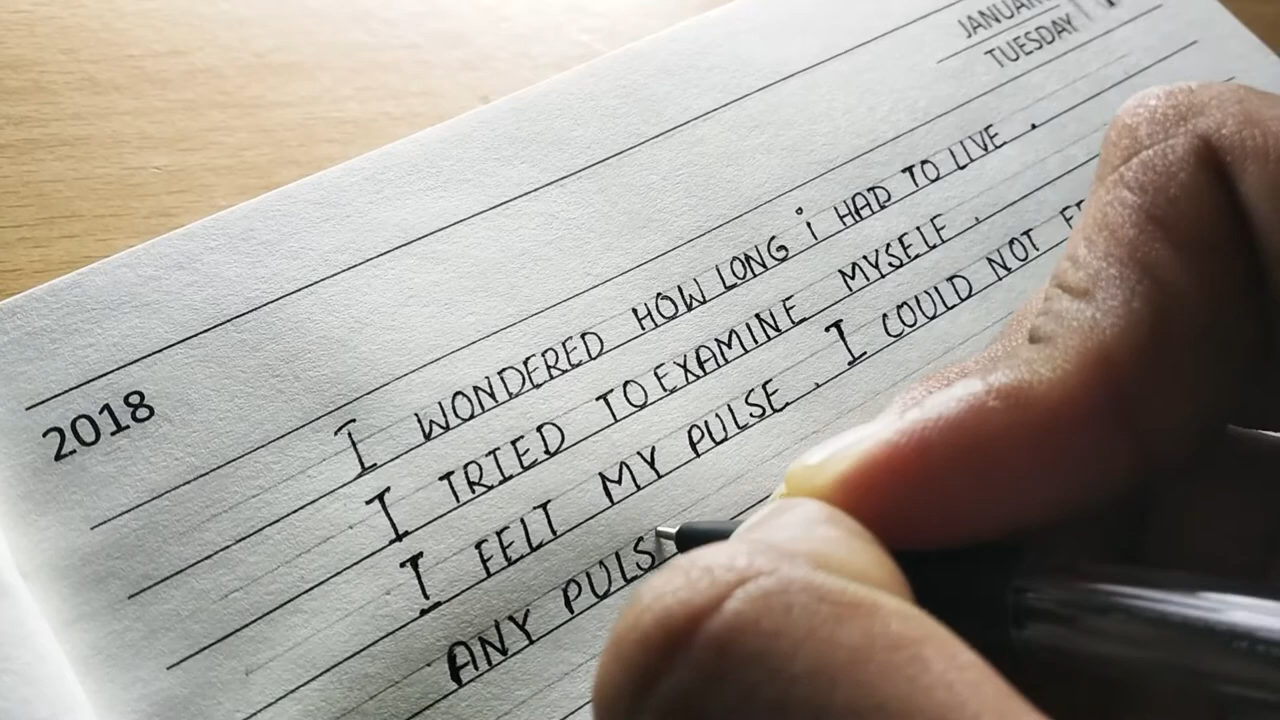 JANUARY
TUESDAY
2018
I WONDERED HOW LONG i HAD TO LIVE.
I TRIED TO EXAMINE MYSELF.
I FELT MY PULSE. I COULD NOT
ANY PULS